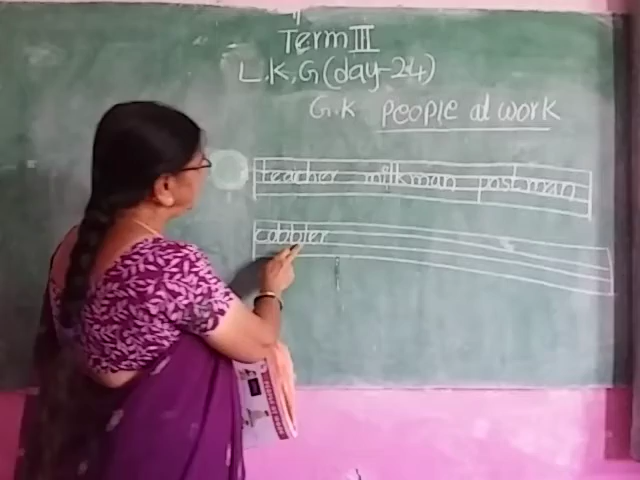 Term III
L.K.G (day-24)
G.K People at work
teacher milkman postman
cobbler